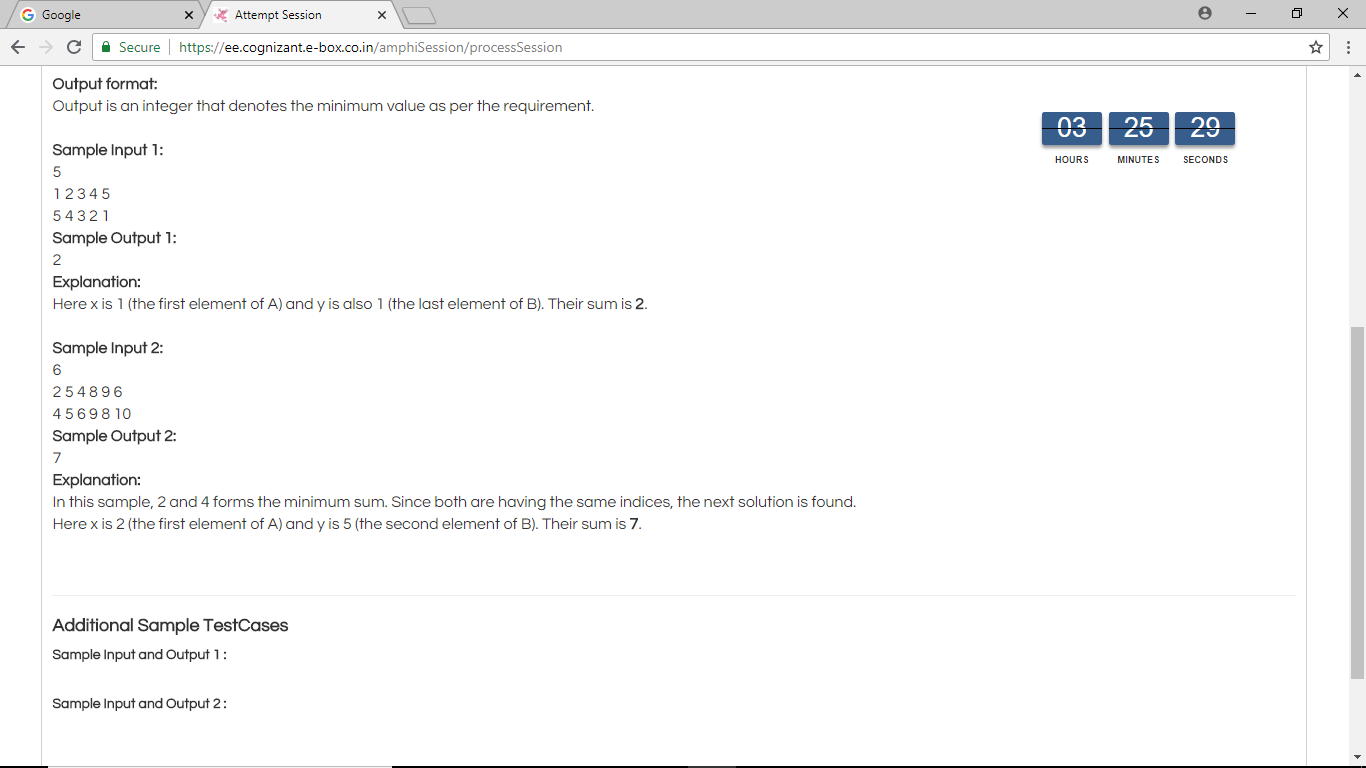 Google
Attempt Session
Secure
https://ee.cognizant.e-box.co.in/amphiSession/processSession
Output format:
Output is an integer that denotes the minimum value as per the requirement.
03 25 29
HOURS MINUTES SECONDS
Sample Input 1:
5
1 2 3 4 5
5 4 3 2 1
Sample Output 1:
2
Explanation:
Here x is 1 (the first element of A) and y is also 1 (the last element of B). Their sum is 2.
Sample Input 2:
6
2 5 4 8 9 6
4 5 6 9 8 10
Sample Output 2:
7
Explanation:
In this sample, 2 and 4 forms the minimum sum. Since both are having the same indices, the next solution is found.
Here x is 2 (the first element of A) and y is 5 (the second element of B). Their sum is 7.
Additional Sample TestCases
Sample Input and Output 1 :
Sample Input and Output 2 :